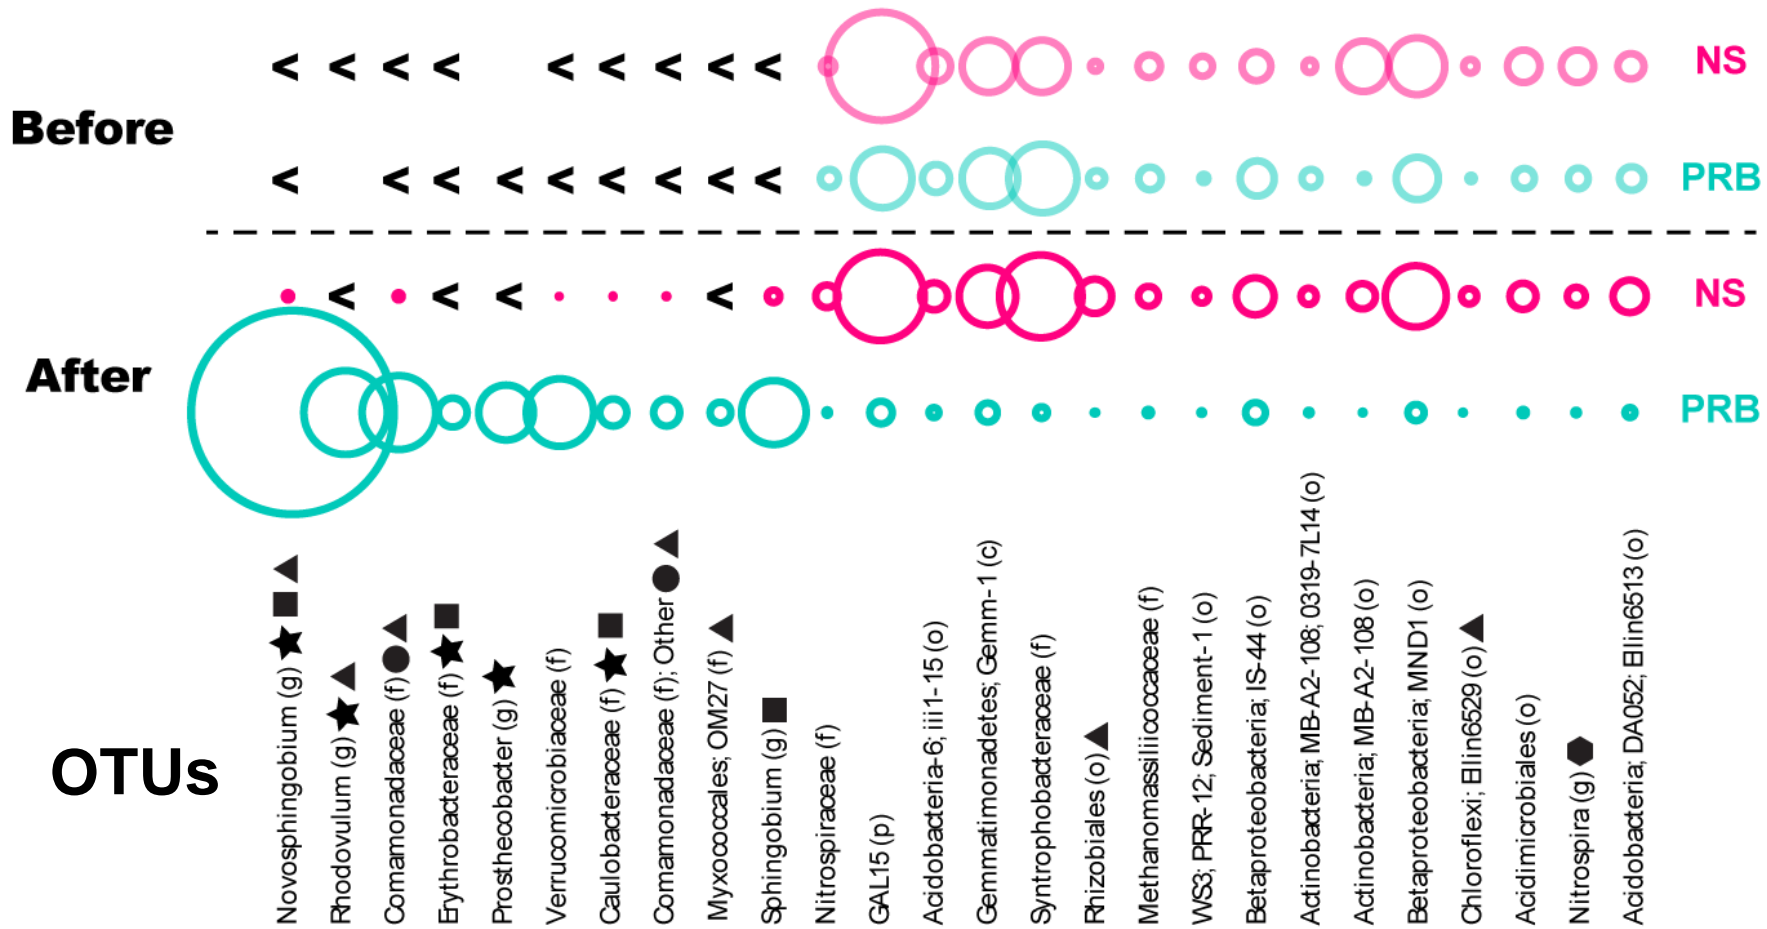 < < < < < < < < < NS
Before
< < < < < < < < < PRB
< < < < NS
After
PRB
OTUs
Novosphingobium (g)
Rhodovulum (g)
Comamonadaceae (f)
Erythrobacteraceae (f)
Prosthecobacter (g)
Verrucomicrobiaceae (f)
Caulobacteraceae (f)
Comamonadaceae (f); Other
Myxococcales; OM27 (f)
Sphingobium (g)
Nitrospiraceae (f)
GAL15 (p)
Acidobacteria-6; iii1-15 (o)
Gemmatimonadetes; Gemm-1 (c)
Syntrophobacteraceae (f)
Rhizobiales (o)
Methanomassiliicoccaceae (f)
WS3; PRR-12; Sediment-1 (o)
Betaproteobacteria; IS-44 (o)
Actinobacteria; MB-A2-108; 0319-7L14 (o)
Actinobacteria; MB-A2-108 (o)
Betaproteobacteria; MND1 (o)
Chloroflexi; Ellin6529 (o)
Acidimicrobiales (o)
Nitrospira (g)
Acidobacteria; DA052; Ellin6513 (o)